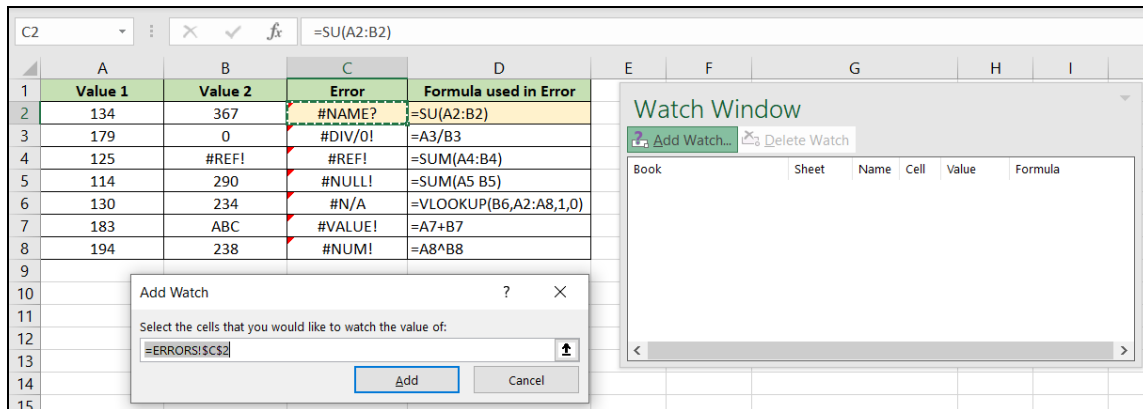 C2 fx =SU(A2:B2)
A B C D E F G H I
1 Value 1 Value 2 Error Formula used in Error
2 134 367 #NAME? =SU(A2:B2)
3 179 0 #DIV/0! =A3/B3
4 125 #REF! #REF! =SUM(A4:B4)
5 114 290 #NULL! =SUM(A5 B5)
6 130 234 #N/A =VLOOKUP(B6,A2:A8,1,0)
7 183 ABC #VALUE! =A7+B7
8 194 238 #NUM! =A8^B8
9
10
11
12
13
14
15
Watch Window
Add Watch... Delete Watch
Book Sheet Name Cell Value Formula
Add Watch ?
Select the cells that you would like to watch the value of:
=ERRORS!$C$2
Add Cancel